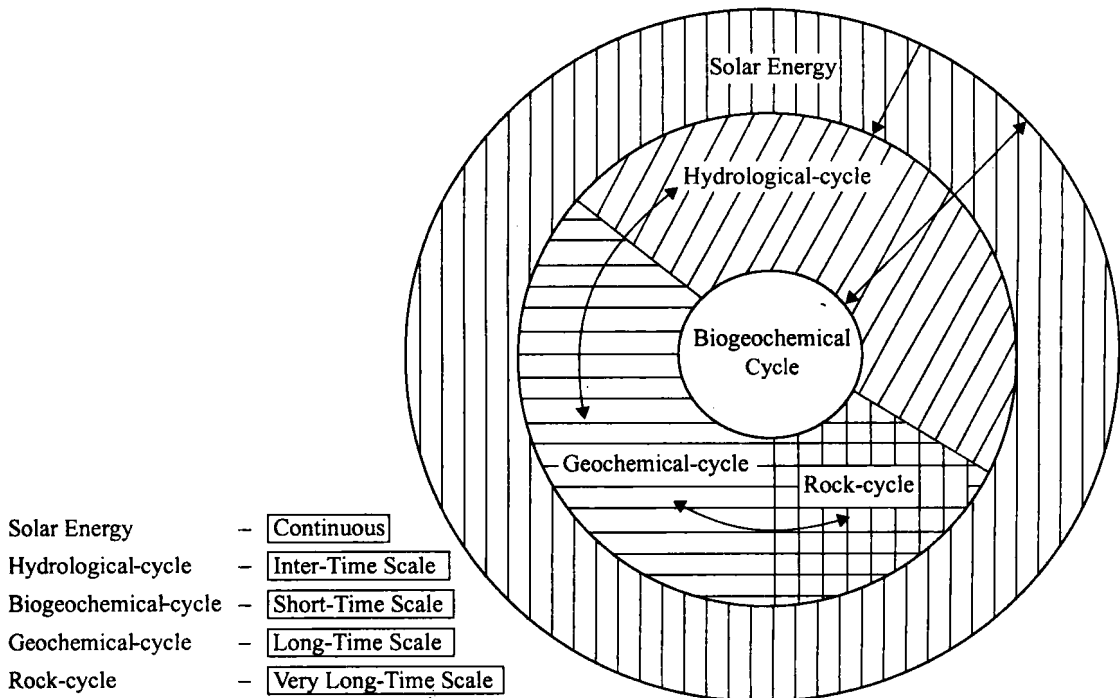 Solar Energy
Hydrological-cycle
Biogeochemical
Cycle
Geochemical-cycle
Rock-cycle
Solar Energy – Continuous
Hydrological-cycle – Inter-Time Scale
Biogeochemical-cycle – Short-Time Scale
Geochemical-cycle – Long-Time Scale
Rock-cycle – Very Long-Time Scale